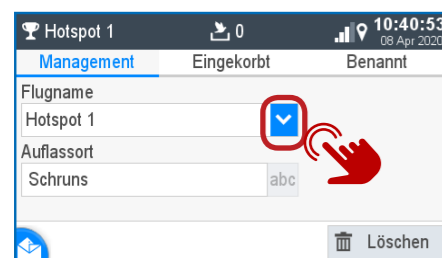 Hotspot 1
0
10:40:53
08 Apr 2020
Management
Eingekorbt
Benannt
Flugname
Hotspot 1
Auflassort
Schruns
abc
Löschen